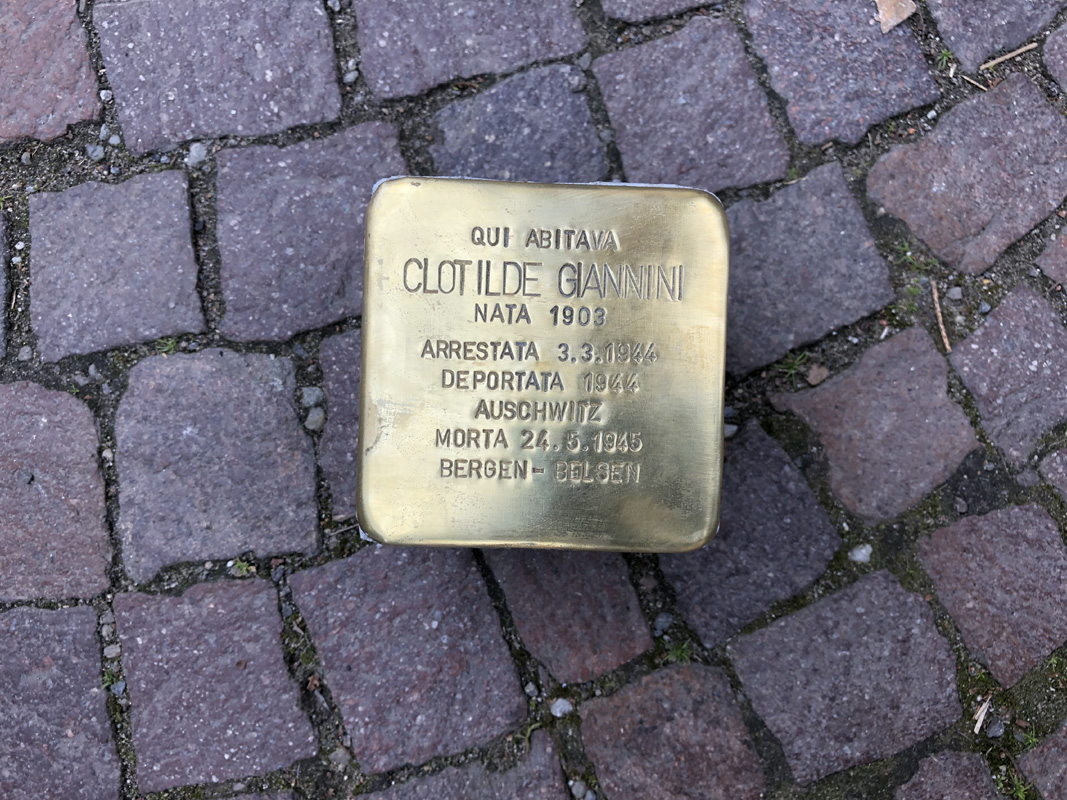 QUI ABITAVA
CLOTILDE GIANNINI
NATA 1903
ARRESTATA 3.3.1944
DEPORTATA 1944
AUSCHWITZ
MORTA 24.5.1945
BERGEN-BELSEN